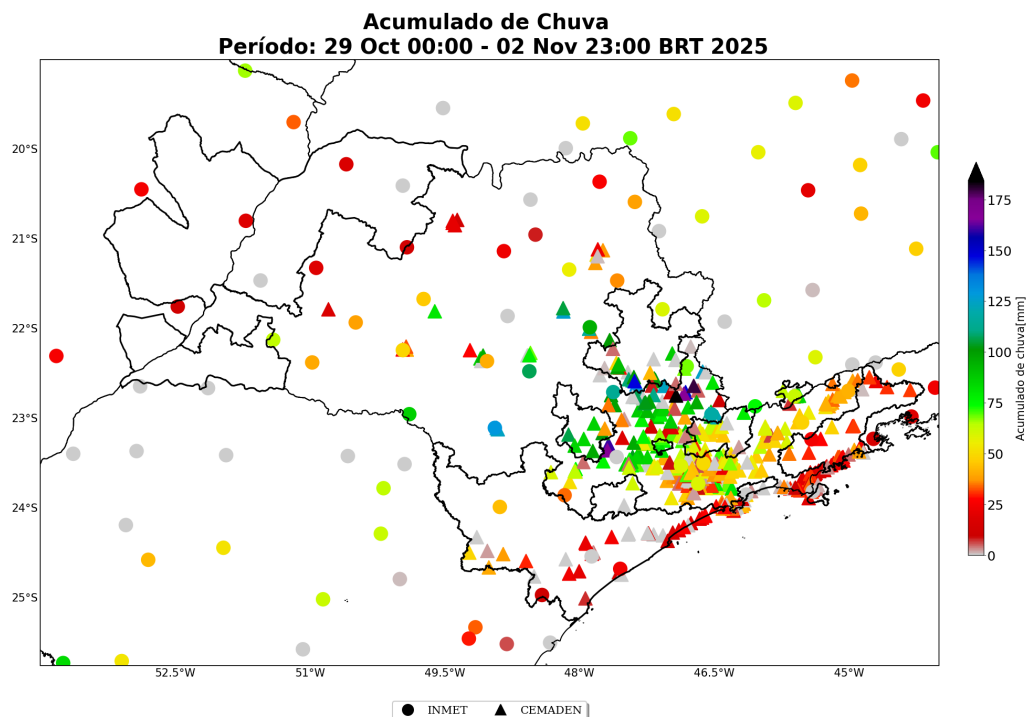 Acumulado de Chuva
Período: 29 Oct 00:00 - 02 Nov 23:00 BRT 2025
20°S
21°S
22°S
23°S
24°S
25°S
52.5°W
51°W
49.5°W
48°W
46.5°W
45°W
175
150
125
100
75
50
25
0
Acumulado de chuva[mm]
INMET
CEMADEN